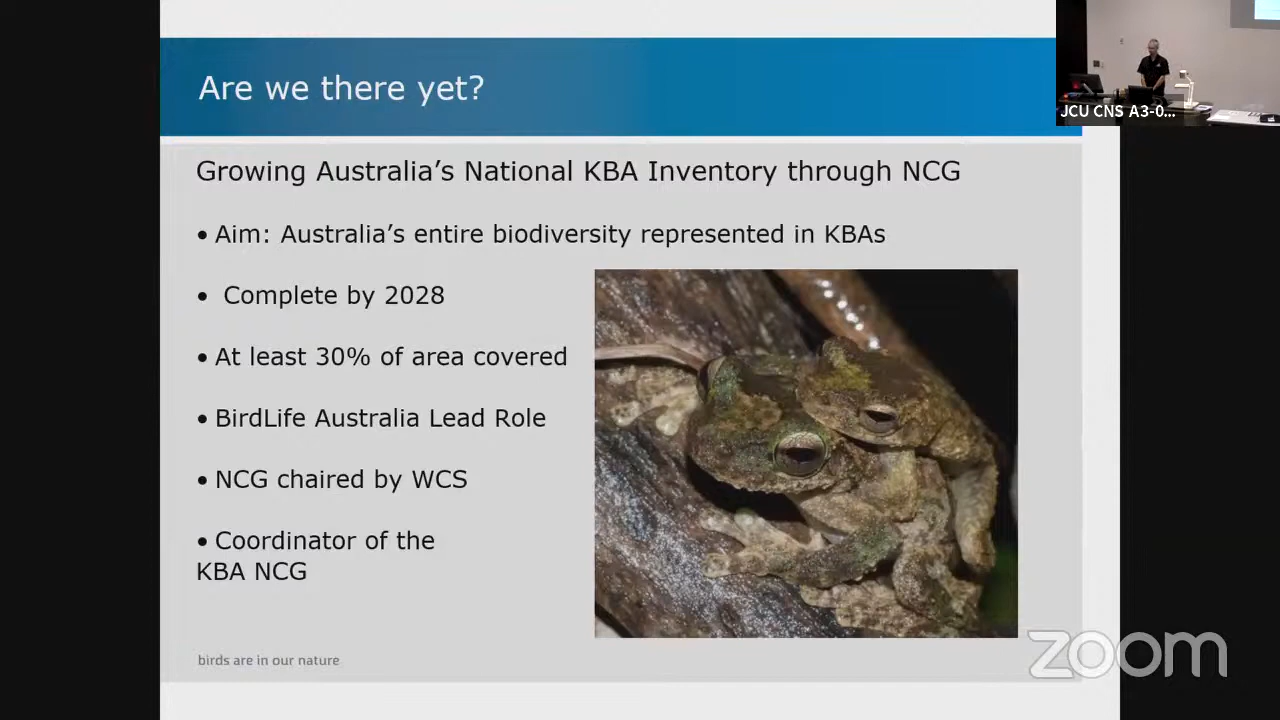 Are we there yet?
JCU CNS A3-0...
Growing Australia’s National KBA Inventory through NCG
• Aim: Australia’s entire biodiversity represented in KBAs
• Complete by 2028
• At least 30% of area covered
• BirdLife Australia Lead Role
• NCG chaired by WCS
• Coordinator of the
KBA NCG
birds are in our nature
zoom